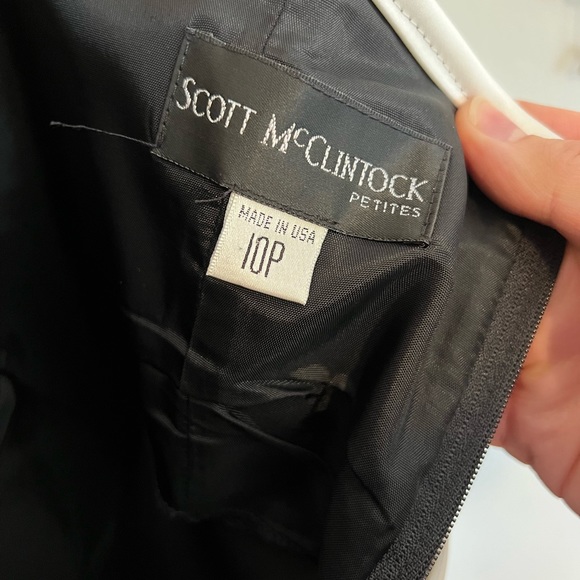 SCOTT McCLINTOCK
PETITES
MADE IN USA
10P